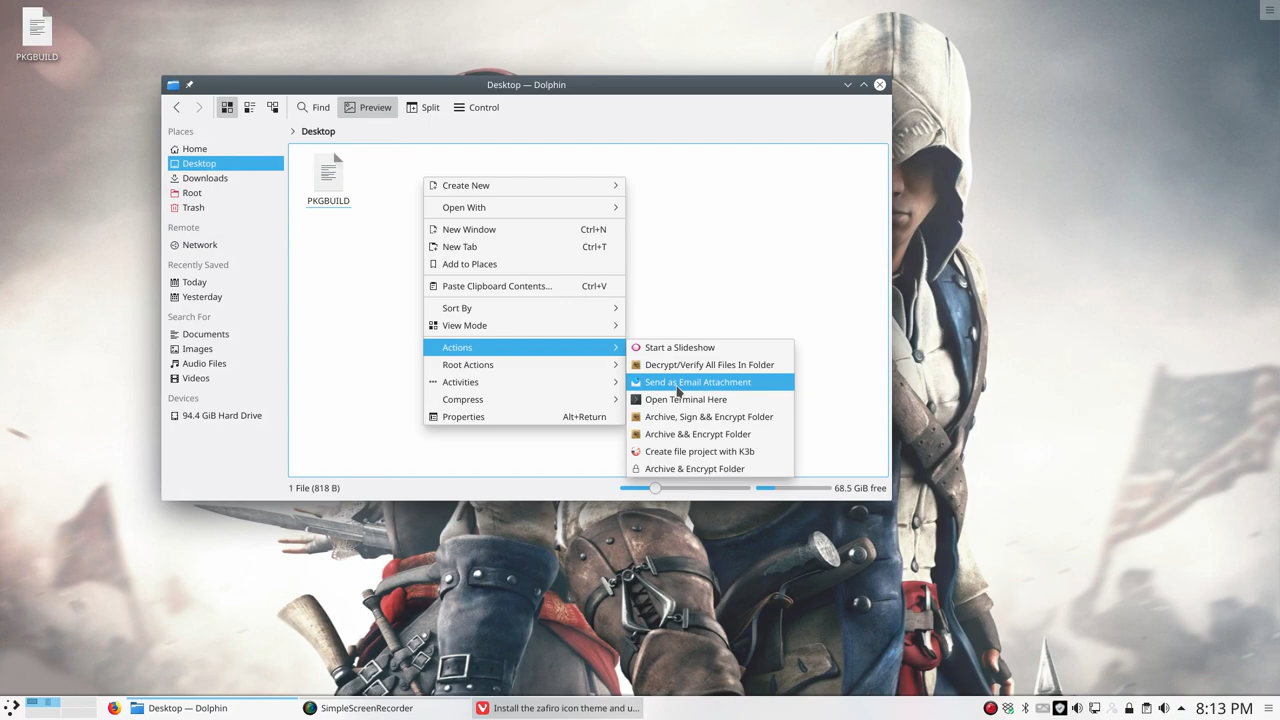 PKGBUILD
Desktop — Dolphin
Find
Preview
Split
Control
Places
Desktop
Home
Desktop
Downloads
Root
Trash
Remote
Network
Recently Saved
Today
Yesterday
Search For
Documents
Images
Audio Files
Videos
Devices
94.4 GiB Hard Drive
PKGBUILD
Create New
Open With
New Window Ctrl+N
New Tab Ctrl+T
Add to Places
Paste Clipboard Contents... Ctrl+V
Sort By
View Mode
Actions
Root Actions
Activities
Compress
Properties Alt+Return
Start a Slideshow
Decrypt/Verify All Files In Folder
Send as Email Attachment
Open Terminal Here
Archive, Sign && Encrypt Folder
Archive && Encrypt Folder
Create file project with K3b
Archive & Encrypt Folder
1 File (818 B)
68.5 GiB free
Desktop — Dolphin
SimpleScreenRecorder
Install the zafiro icon theme and u...
8:13 PM